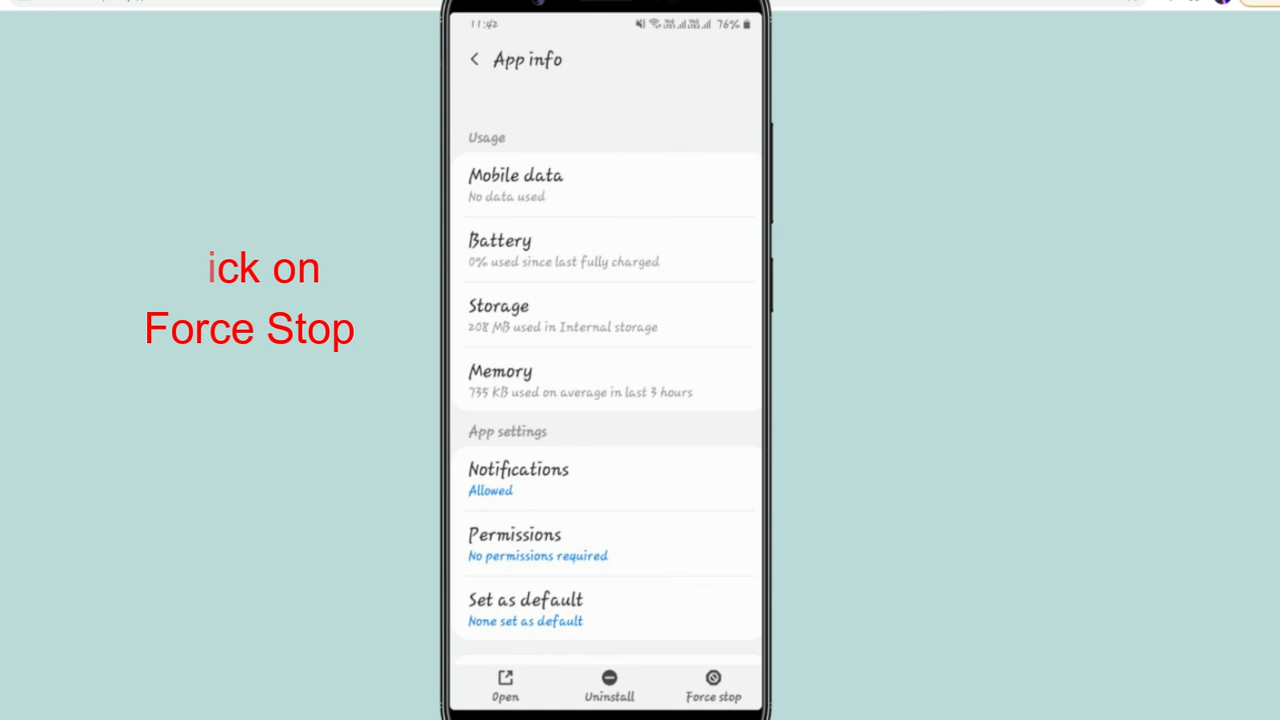 11:42
76%
App info
Usage
Mobile data
No data used
Battery
0% used since last fully charged
ick on
Force Stop
Storage
208 MB used in Internal storage
Memory
735 KB used on average in last 3 hours
App settings
Notifications
Allowed
Permissions
No permissions required
Set as default
None set as default
Open
Uninstall
Force stop